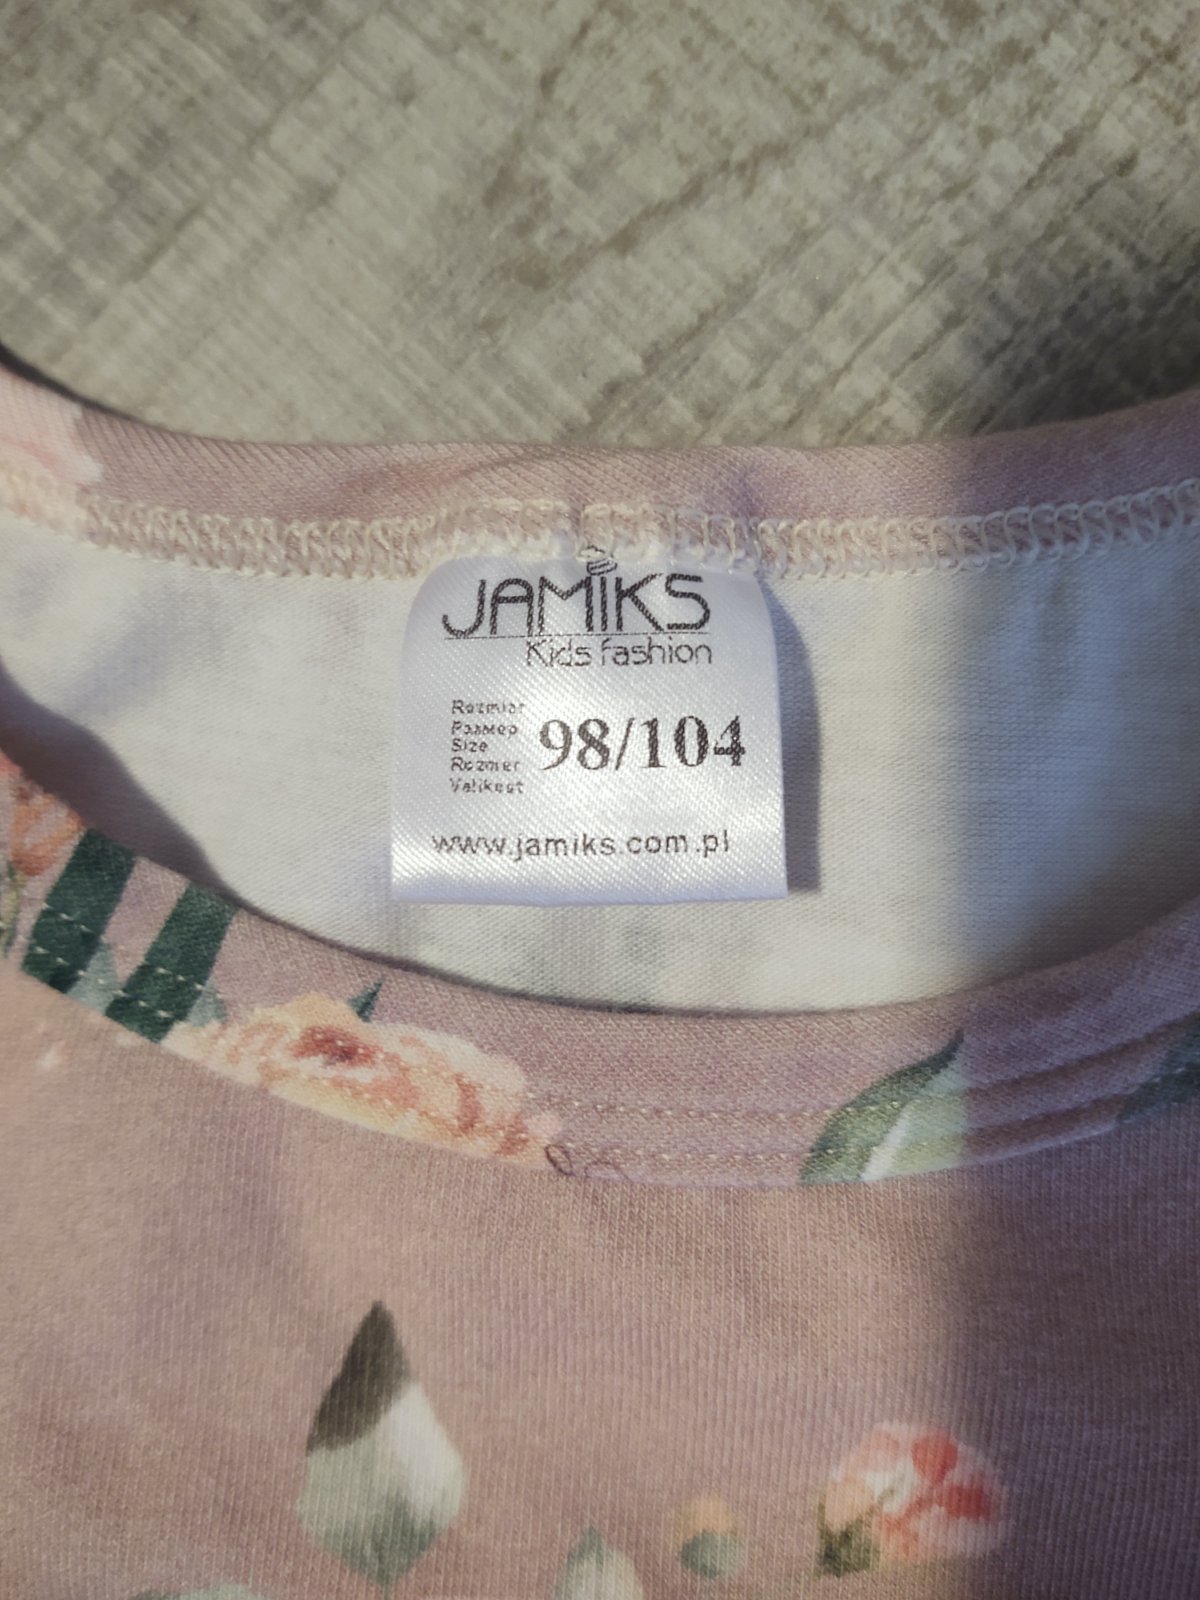 JAMIKS
Kids fashion
Rozmiar
Размер
Size
Rozmer
Velikost
98/104
www.jamiks.com.pl